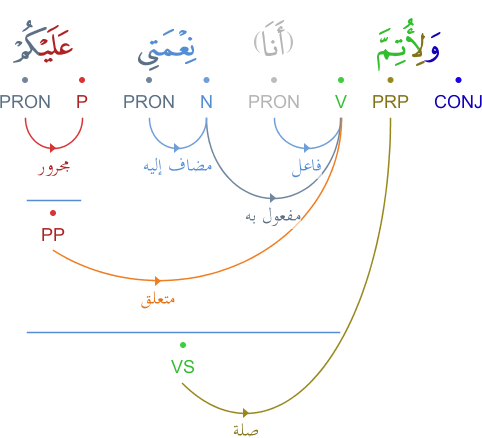 وَلِأُتِمَّ (أَنَا) نِعْمَتِي عَلَيْكُمْ
PRON P PRON N PRON V PRP CONJ
مجرور مضاف إليه فاعل
مفعول به
PP
متعلق
VS
صلة